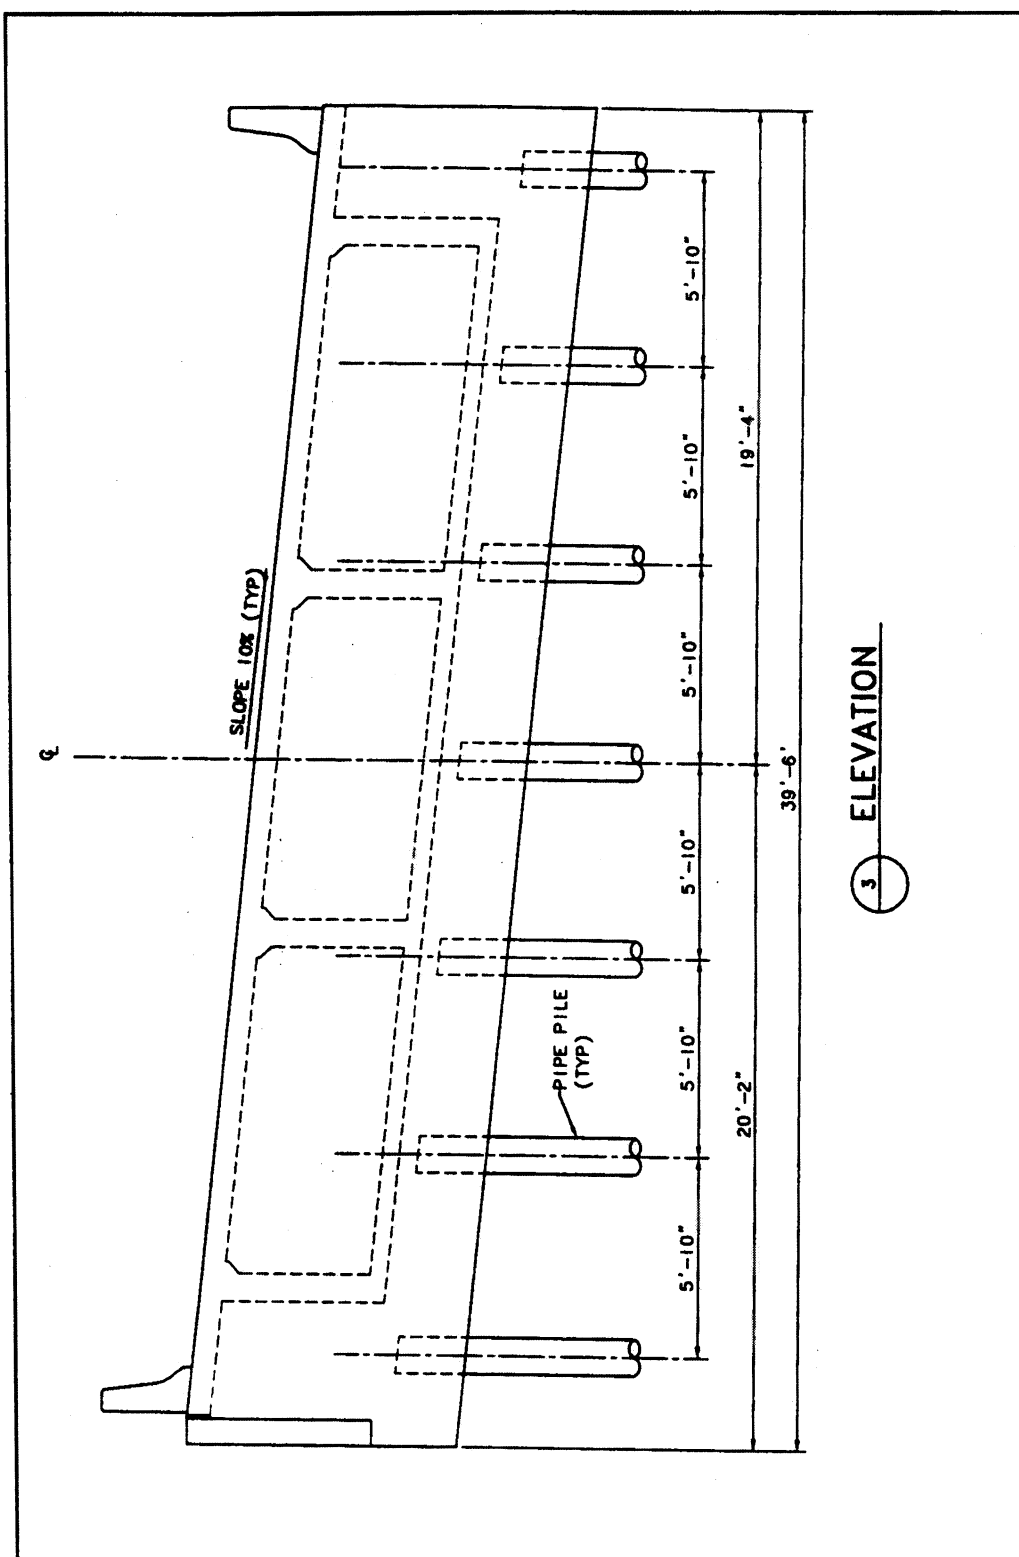 ℄
SLOPE 10% (TYP)
PIPE PILE
(TYP)
5'-10"
5'-10"
5'-10"
5'-10"
5'-10"
5'-10"
20'-2"
19'-4"
39'-6'
3
ELEVATION